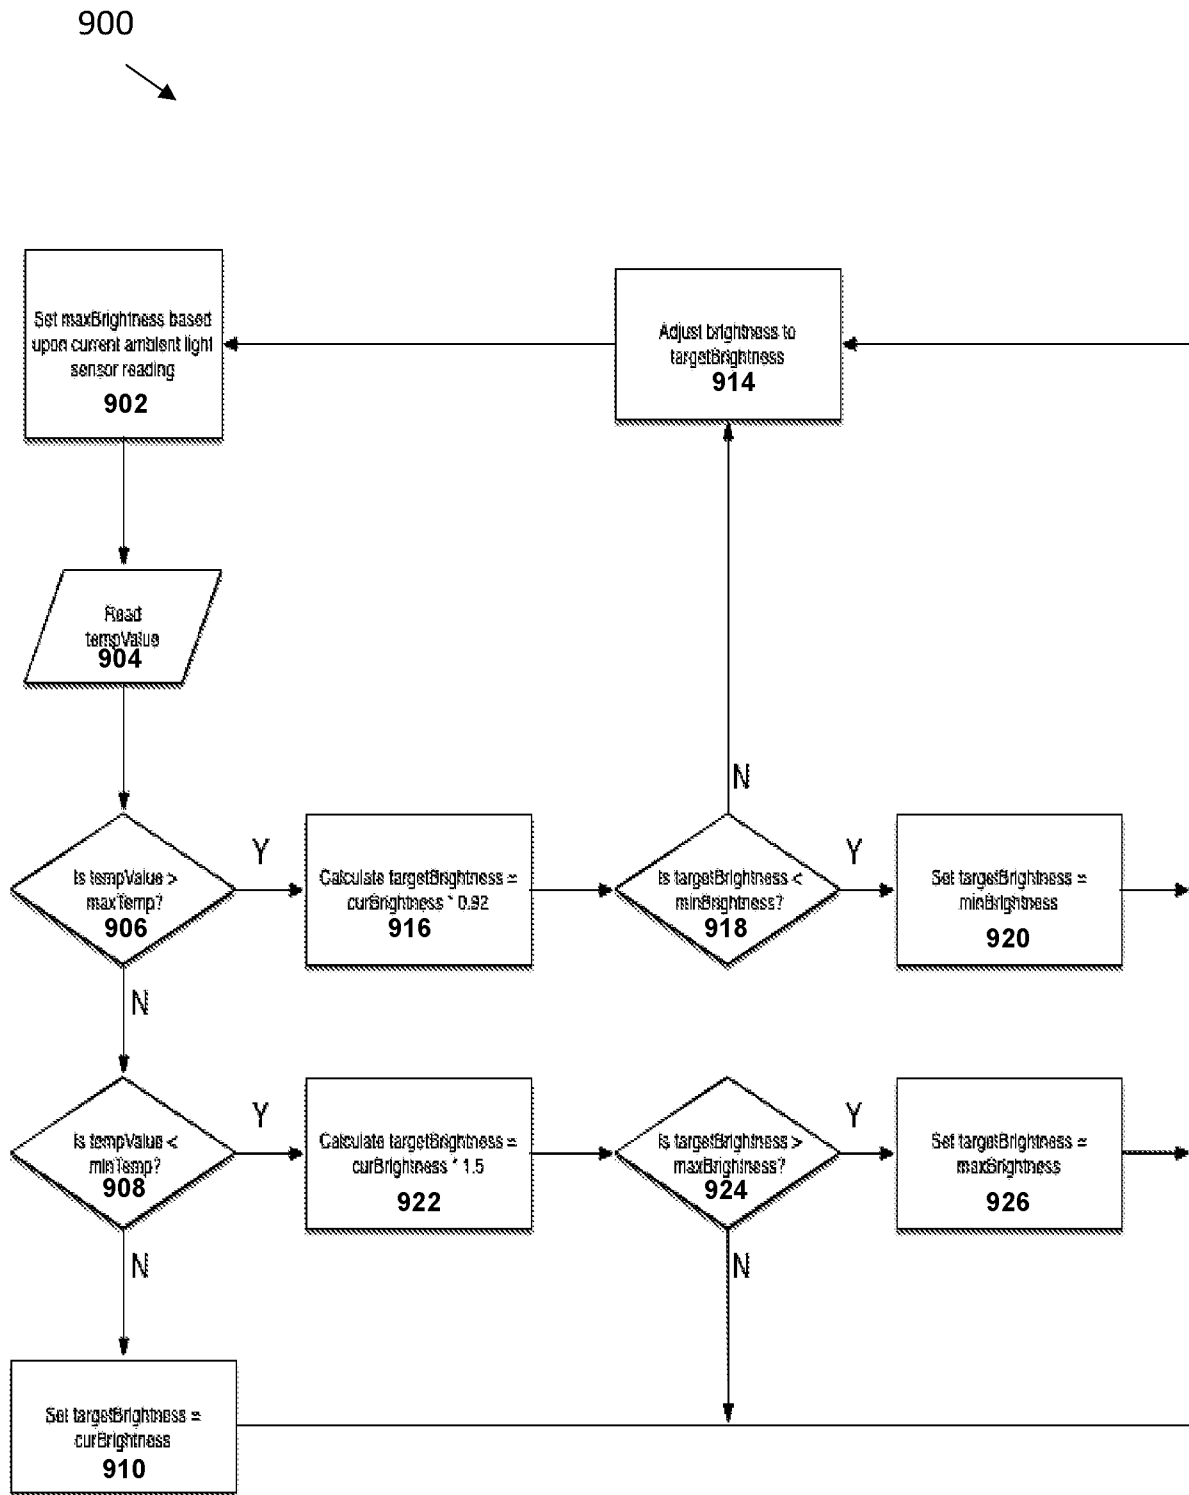 900
Set maxBrightness based
upon current ambient light
sensor reading
902
Adjust brightness to
targetBrightness
914
Read
tempValue
904
N
Is tempValue >
maxTemp?
906
Y
Calculate targetBrightness =
curBrightness * 0.92
916
Is targetBrightness <
minBrightness?
918
Y
Set targetBrightness =
minBrightness
920
N
Is tempValue <
minTemp?
908
Y
Calculate targetBrightness =
curBrightness * 1.5
922
Is targetBrightness >
maxBrightness?
924
Y
Set targetBrightness =
maxBrightness
926
N
N
Set targetBrightness =
curBrightness
910